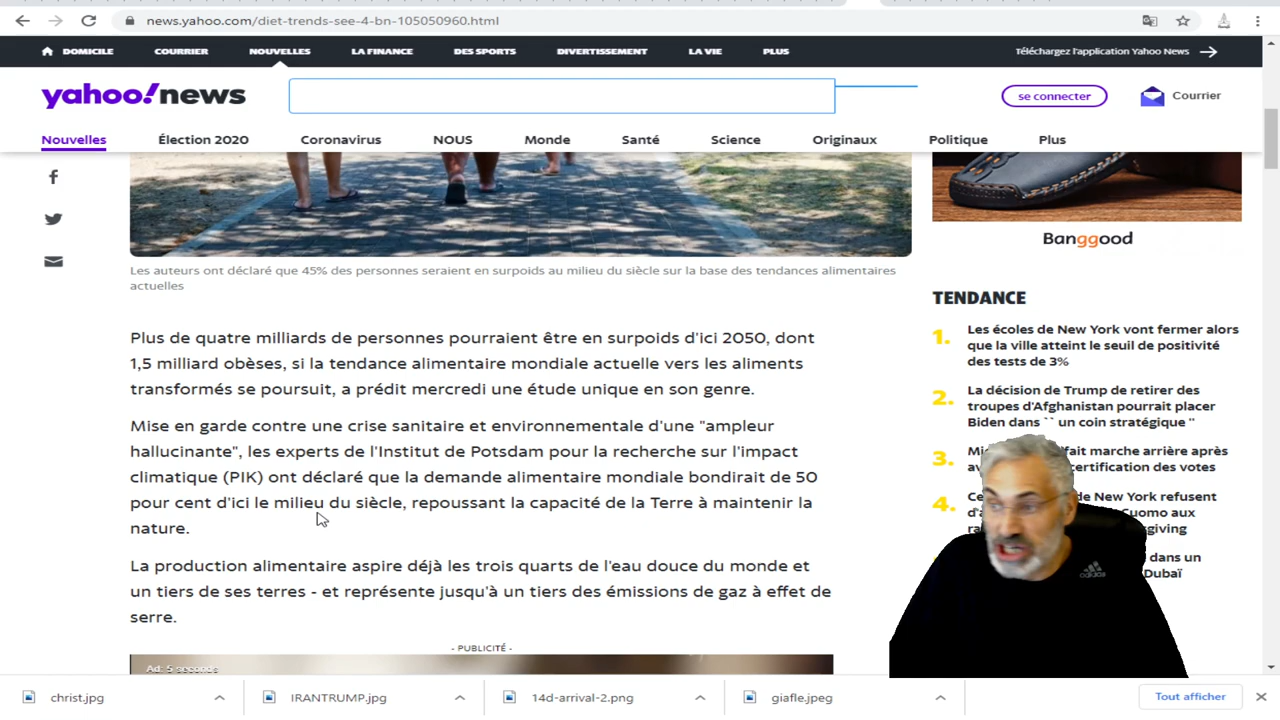 news.yahoo.com/diet-trends-see-4-bn-105050960.html
DOMICILE COURRIER NOUVELLES LA FINANCE DES SPORTS DIVERTISSEMENT LA VIE PLUS Téléchargez l'application Yahoo News
yahoo!news se connecter Courrier
Nouvelles Élection 2020 Coronavirus NOUS Monde Santé Science Originaux Politique Plus
Les auteurs ont déclaré que 45% des personnes seraient en surpoids au milieu du siècle sur la base des tendances alimentaires
actuelles
Plus de quatre milliards de personnes pourraient être en surpoids d'ici 2050, dont
1,5 milliard obèses, si la tendance alimentaire mondiale actuelle vers les aliments
transformés se poursuit, a prédit mercredi une étude unique en son genre.
Mise en garde contre une crise sanitaire et environnementale d'une "ampleur
hallucinante", les experts de l'Institut de Potsdam pour la recherche sur l'impact
climatique (PIK) ont déclaré que la demande alimentaire mondiale bondirait de 50
pour cent d'ici le milieu du siècle, repoussant la capacité de la Terre à maintenir la
nature.
La production alimentaire aspire déjà les trois quarts de l'eau douce du monde et
un tiers de ses terres - et représente jusqu'à un tiers des émissions de gaz à effet de
serre.
- PUBLICITÉ -
Ad: 5 seconds
Banggood
TENDANCE
1. Les écoles de New York vont fermer alors
que la ville atteint le seuil de positivité
des tests de 3%
2. La décision de Trump de retirer des
troupes d'Afghanistan pourrait placer
Biden dans `` un coin stratégique ''
3. fait marche arrière après
certification des votes
4. de New York refusent
Cuomo aux
dans un
Dubaï
adidas
christ.jpg IRANTRUMP.jpg 14d-arrival-2.png giafle.jpeg Tout afficher